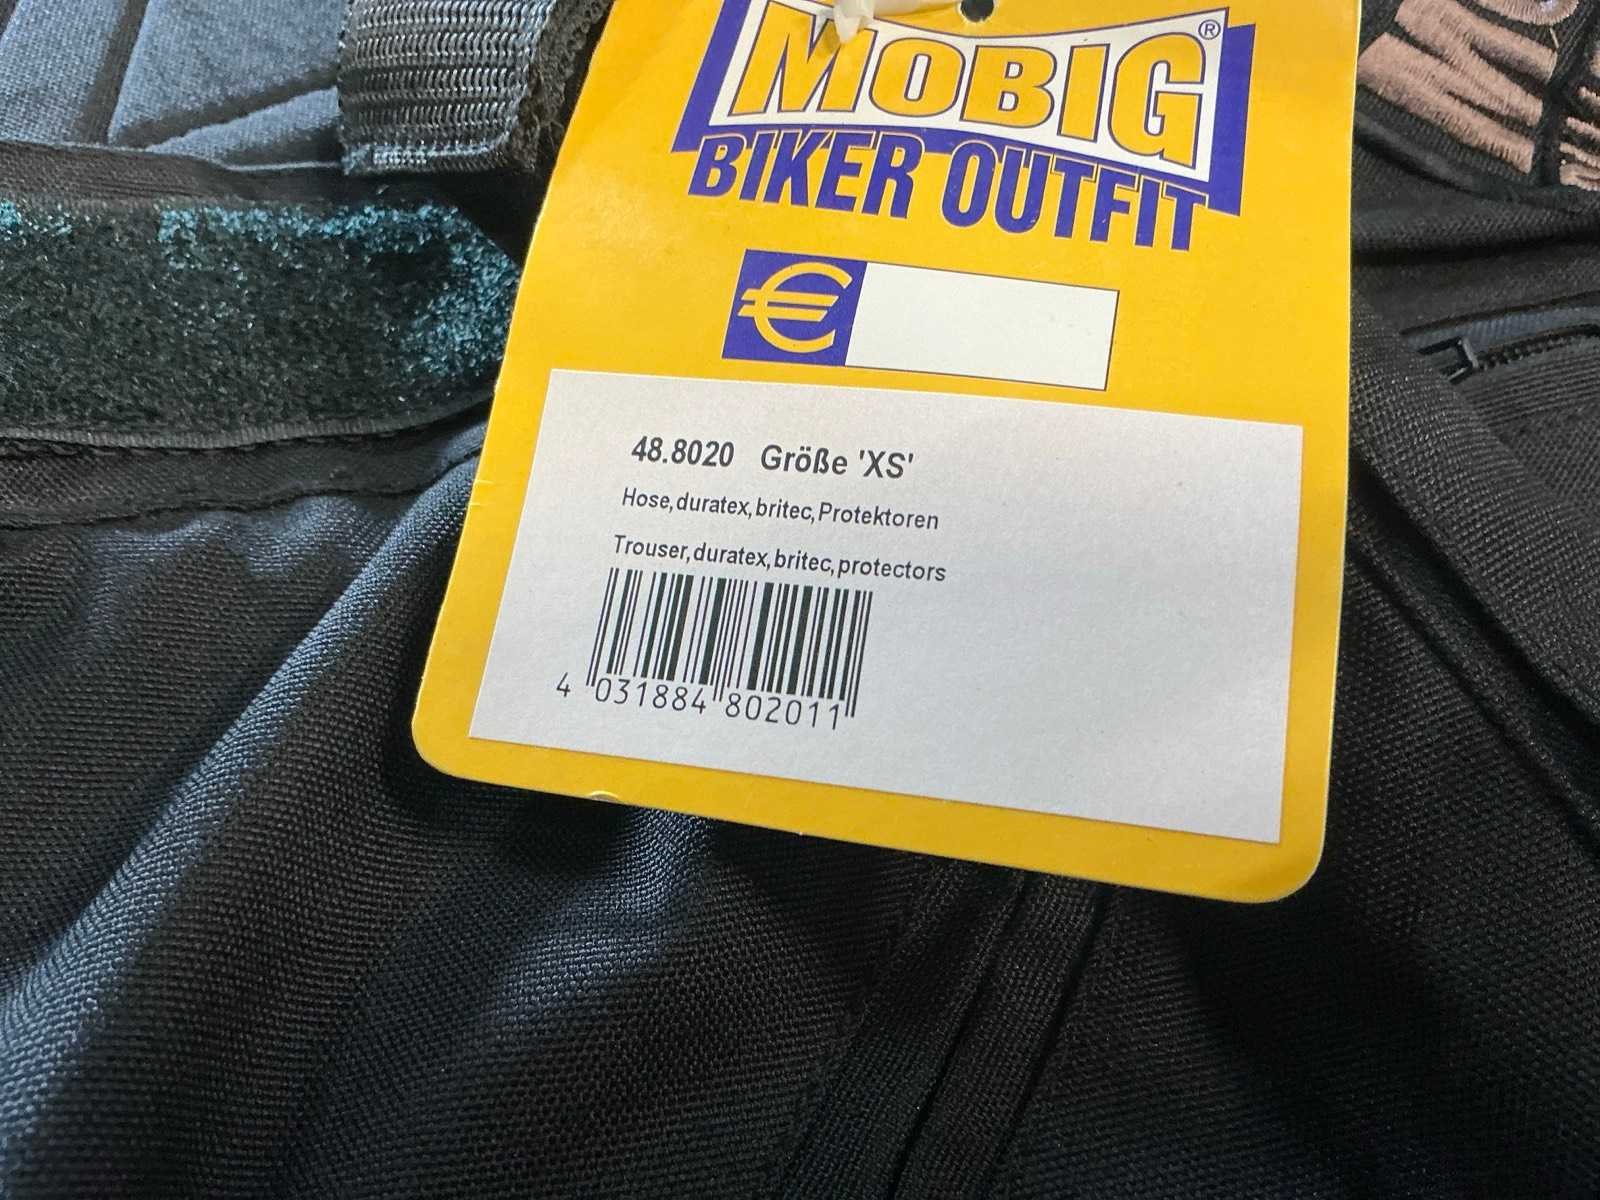 MOBIG®
BIKER OUTFIT
€
48.8020 Größe 'XS'
Hose,duratex,britec,Protektoren
Trouser,duratex,britec,protectors
4 031884 802011